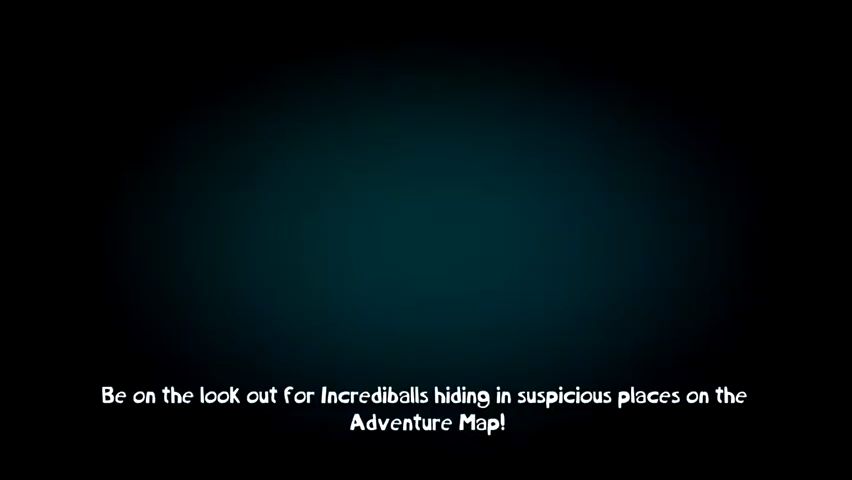 Be on the look out for Incrediballs hiding in suspicious places on the
Adventure Map!